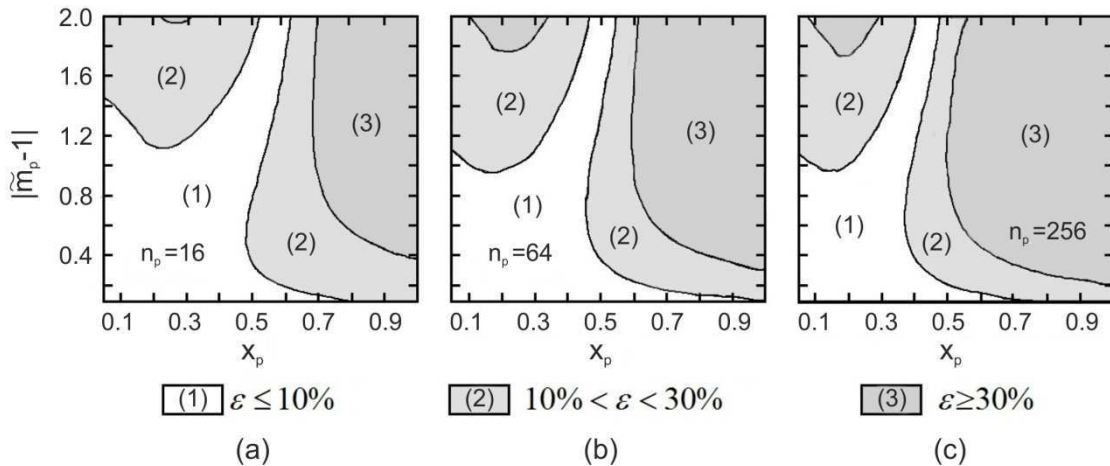 2.0
1.6
1.2
0.8
0.4
|m̃ₚ-1|
(2)
(3)
(1)
(2)
nₚ=16
0.1 0.3 0.5 0.7 0.9
xₚ
(2)
(3)
(1)
(2)
nₚ=64
0.1 0.3 0.5 0.7 0.9
xₚ
(2)
(3)
(1)
(2)
nₚ=256
0.1 0.3 0.5 0.7 0.9
xₚ
(1) ε ≤ 10%
(2) 10% < ε < 30%
(3) ε≥30%
(a)
(b)
(c)